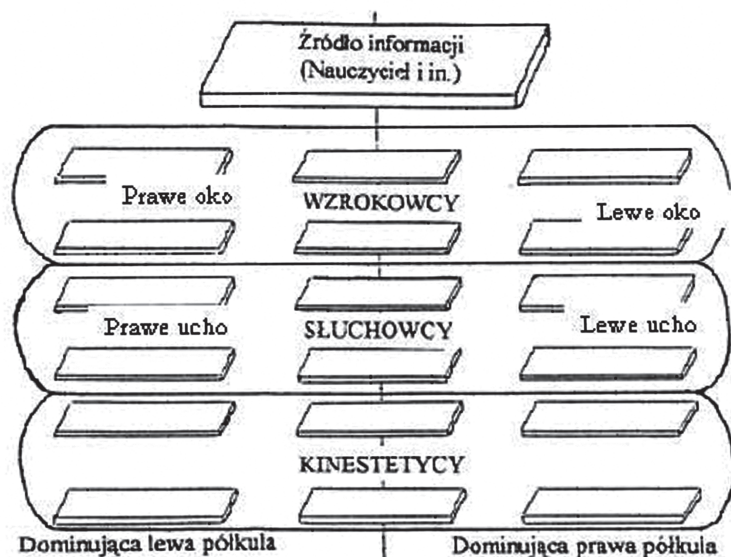 Źródło informacji
(Nauczyciel i in.)
Prawe oko
WZROKOWCY
Lewe oko
Prawe ucho
SŁUCHOWCY
Lewe ucho
KINESTETYCY
Dominująca lewa półkula
Dominująca prawa półkula